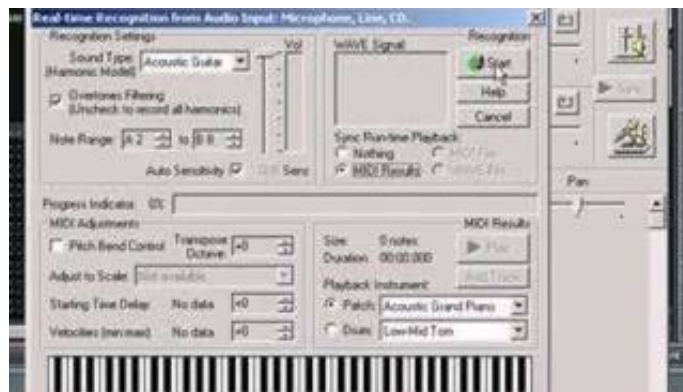 Real-time Recognition from Audio Input: Microphone, Line, CD.
Recognition Settings
Sound Type:
(Harmonic Model)
Acoustic Guitar
Vol
Overtones Filtering
(Uncheck to record all harmonics)
Note Range: A 2 to B 8
Auto Sensitivity
Sens
WAVE Signal
Recognition
Start
Help
Cancel
Sync Run-time Playback:
Nothing
MIDI File
MIDI Results
WAVE File
Progress Indicator: 0%
MIDI Adjustments
Pitch Bend Control
Transpose
Octave:
+0
Adjust to Scale: Not available
Starting Time Delay: No data +0
Velocities (min:max): No data +0
MIDI Results
Size: 0 notes
Duration: 00:00.000
Play
Playback Instrument:
Add Track
Patch: Acoustic Grand Piano
Drum: Low-Mid Tom
Sync
Pan